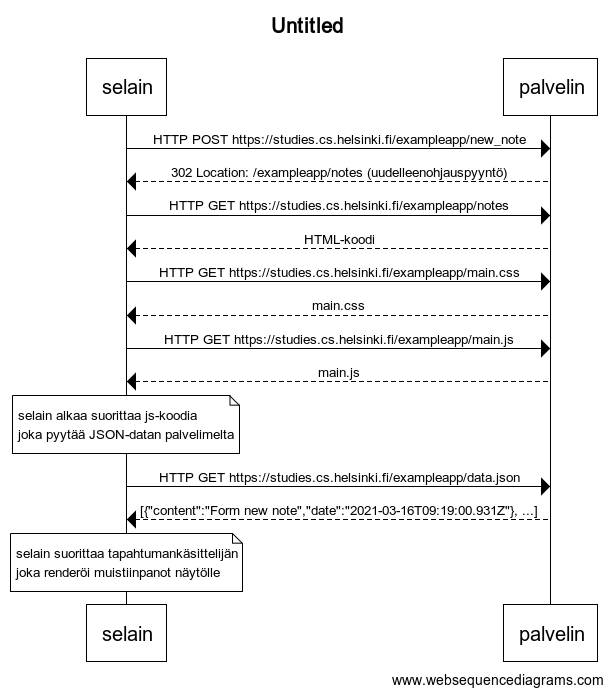 Untitled
selain palvelin
HTTP POST https://studies.cs.helsinki.fi/exampleapp/new_note
302 Location: /exampleapp/notes (uudelleenohjauspyyntö)
HTTP GET https://studies.cs.helsinki.fi/exampleapp/notes
HTML-koodi
HTTP GET https://studies.cs.helsinki.fi/exampleapp/main.css
main.css
HTTP GET https://studies.cs.helsinki.fi/exampleapp/main.js
main.js
selain alkaa suorittaa js-koodia
joka pyytää JSON-datan palvelimelta
HTTP GET https://studies.cs.helsinki.fi/exampleapp/data.json
[{"content":"Form new note","date":"2021-03-16T09:19:00.931Z"}, ...]
selain suorittaa tapahtumankäsittelijän
joka renderöi muistiinpanot näytölle
selain palvelin
www.websequencediagrams.com